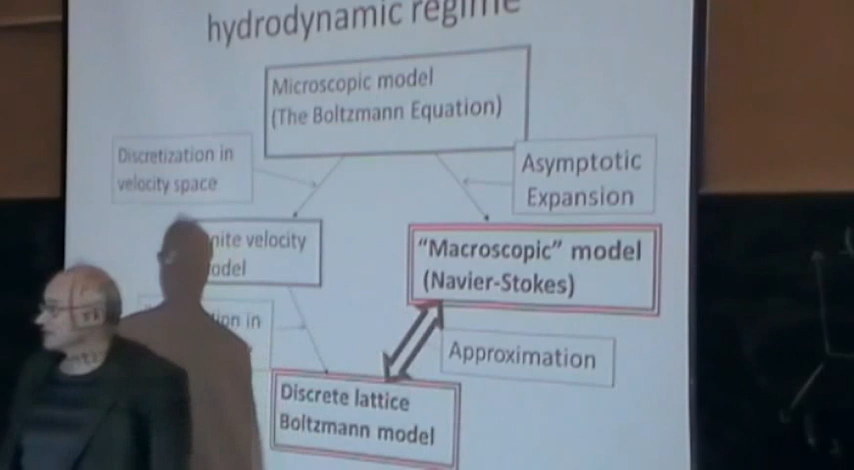 hydrodynamic regime
Microscopic model
(The Boltzmann Equation)
Discretization in
velocity space
Asymptotic
Expansion
velocity
"Macroscopic" model
(Navier-Stokes)
in
Approximation
Discrete lattice
Boltzmann model